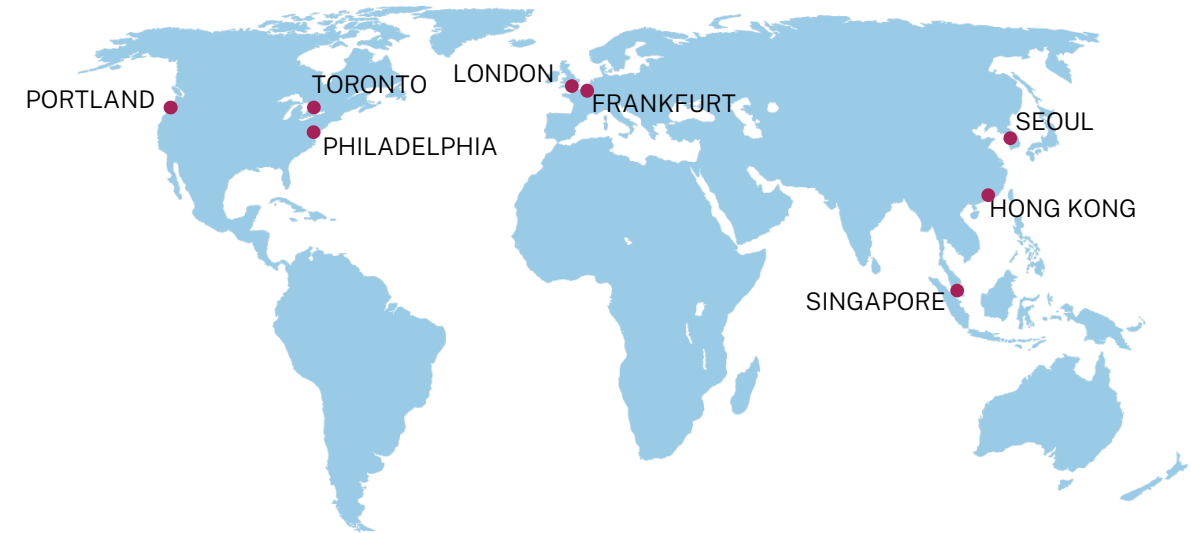 LONDON
TORONTO
PORTLAND
FRANKFURT
SEOUL
PHILADELPHIA
HONG KONG
SINGAPORE